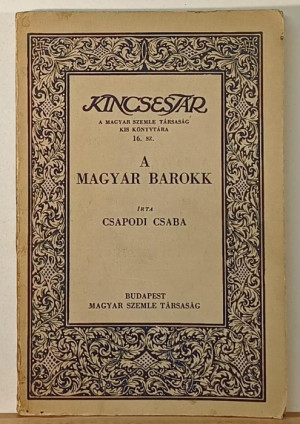 KINCSESTÁR
A MAGYAR SZEMLE TÁRSASÁG
KIS KÖNYVTÁRA
16. sz.
A
MAGYAR BAROKK
ÍRTA
CSAPODI CSABA
BUDAPEST
MAGYAR SZEMLE TÁRSASÁG